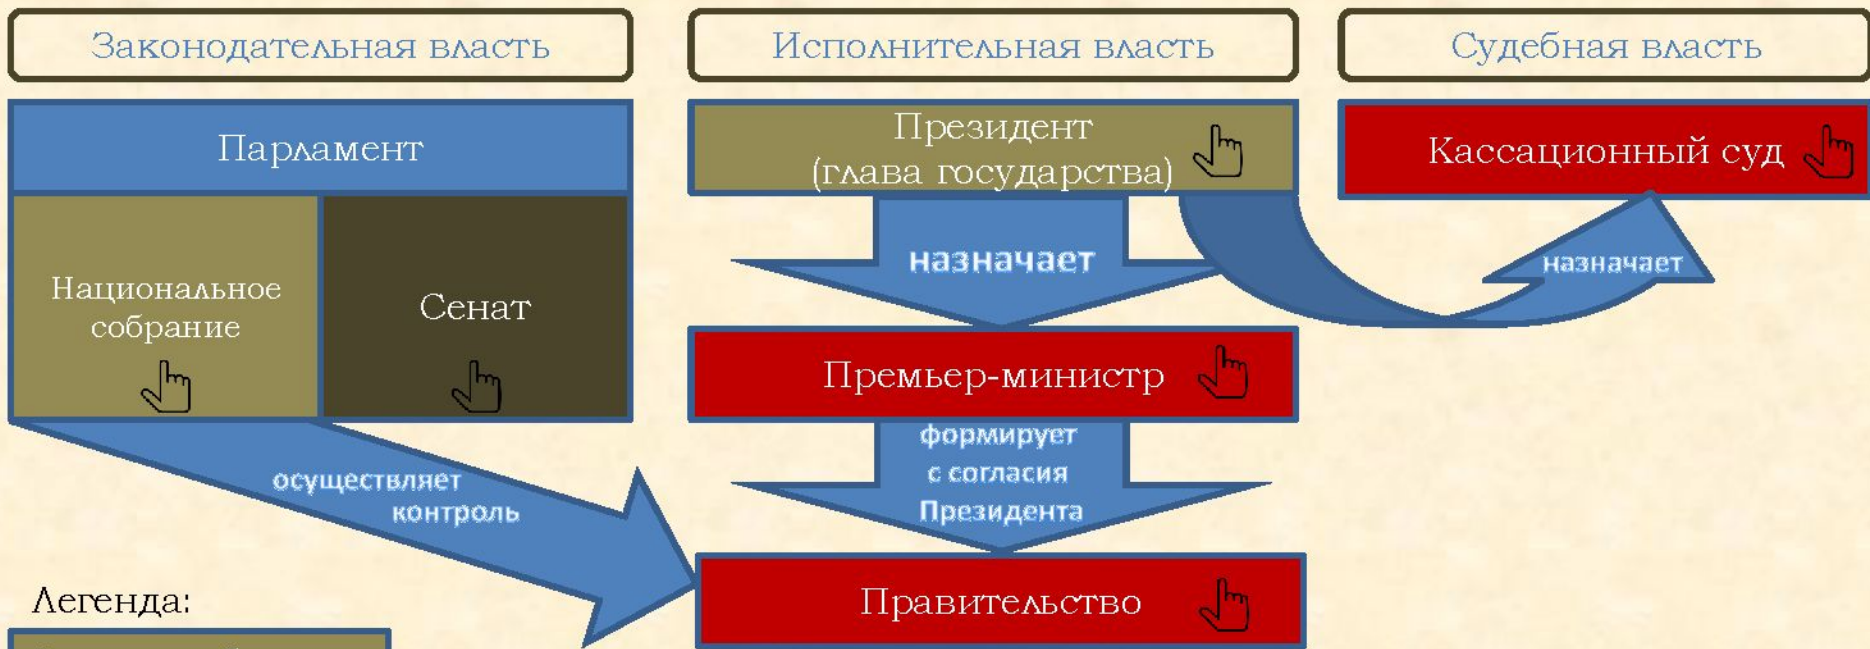 Законодательная власть
Исполнительная власть
Судебная власть
Парламент
Национальное
собрание
Сенат
осуществляет
контроль
Президент
(глава государства)
назначает
Премьер-министр
формирует
с согласия
Президента
Правительство
Кассационный суд
назначает
Легенда: